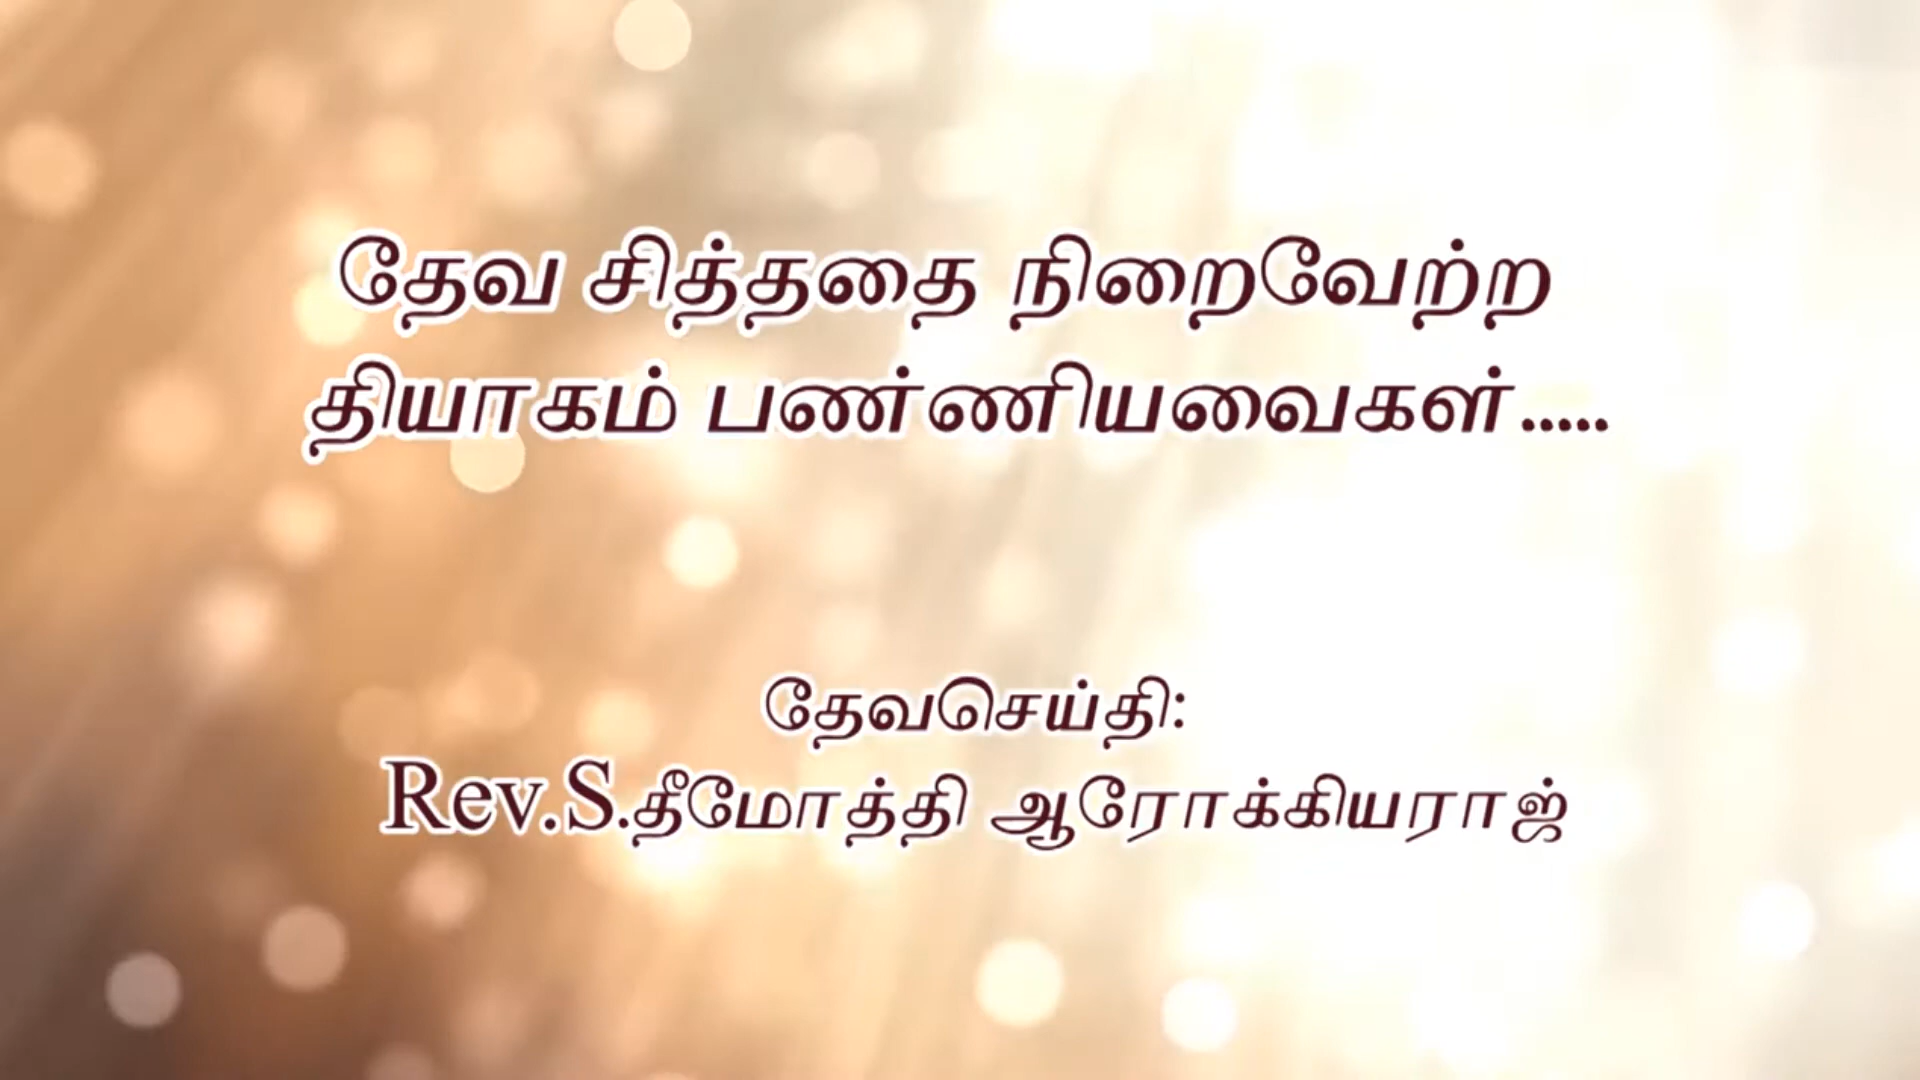 தேவ சித்ததை நிறைவேற்ற
தியாகம் பண்ணியவைகள்.....
தேவசெய்தி:
Rev.S.தீமோத்தி ஆரோக்கியராஜ்